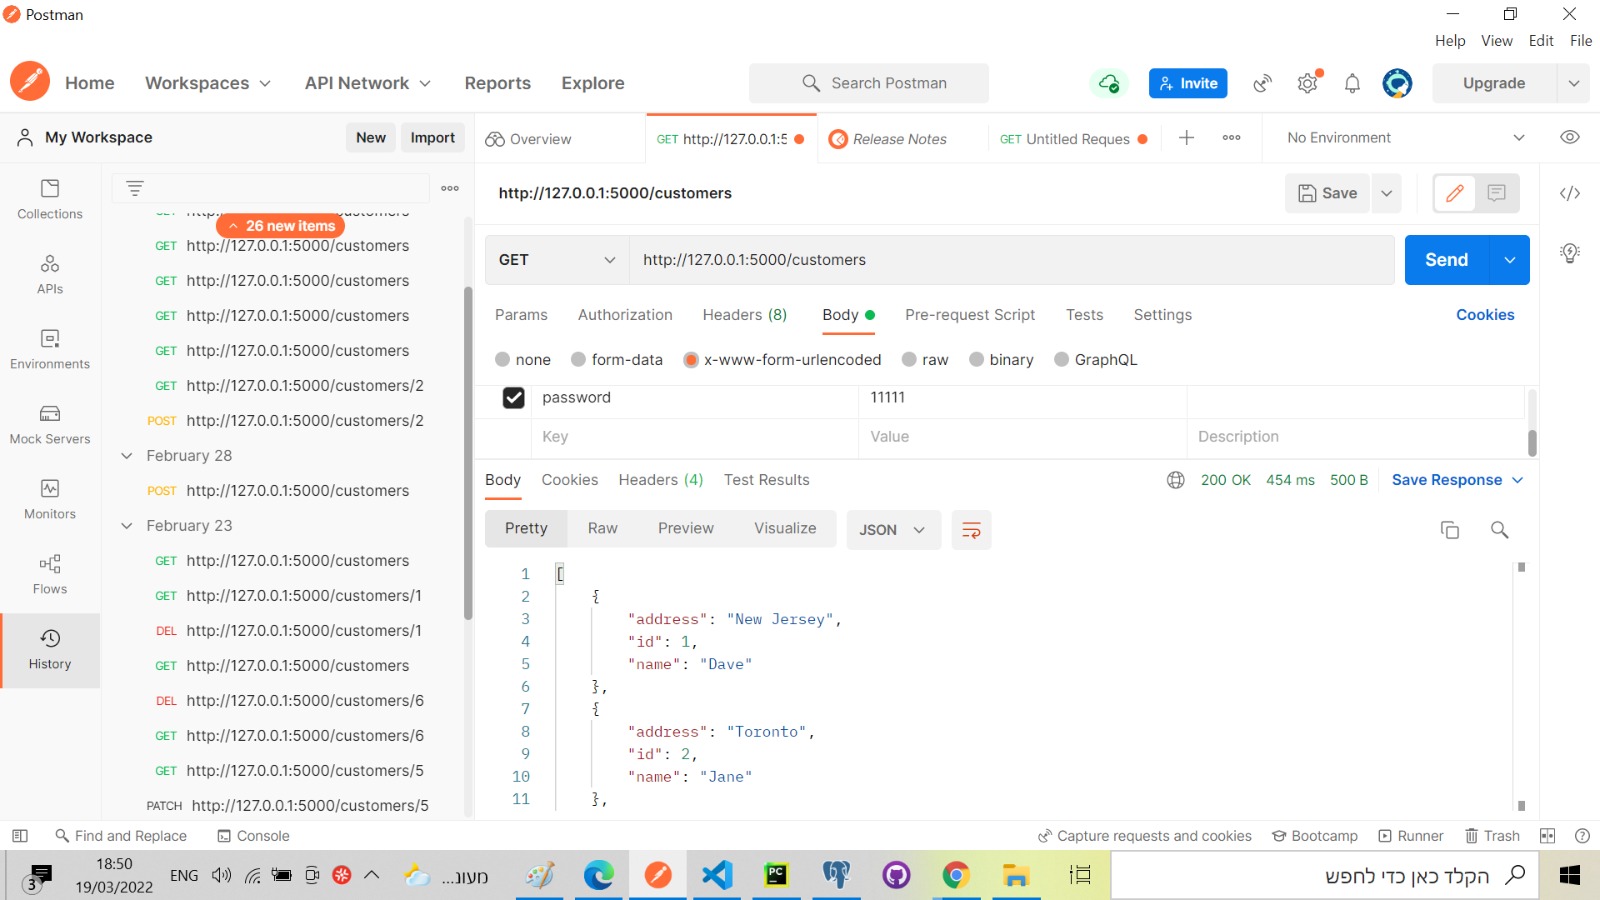 Postman
Help View Edit File
Home Workspaces API Network Reports Explore Search Postman Invite Upgrade
My Workspace New Import Overview GET http://127.0.0.1:5 Release Notes GET Untitled Reques No Environment
Collections
APIs
Environments
Mock Servers
Monitors
Flows
History
26 new items
GET http://127.0.0.1:5000/customers
GET http://127.0.0.1:5000/customers
GET http://127.0.0.1:5000/customers
GET http://127.0.0.1:5000/customers
GET http://127.0.0.1:5000/customers/2
POST http://127.0.0.1:5000/customers/2
February 28
POST http://127.0.0.1:5000/customers
February 23
GET http://127.0.0.1:5000/customers
GET http://127.0.0.1:5000/customers/1
DEL http://127.0.0.1:5000/customers/1
GET http://127.0.0.1:5000/customers
DEL http://127.0.0.1:5000/customers/6
GET http://127.0.0.1:5000/customers/6
GET http://127.0.0.1:5000/customers/5
PATCH http://127.0.0.1:5000/customers/5
http://127.0.0.1:5000/customers Save
GET http://127.0.0.1:5000/customers Send
Params Authorization Headers (8) Body Pre-request Script Tests Settings Cookies
none form-data x-www-form-urlencoded raw binary GraphQL
password 11111
Key Value Description
Body Cookies Headers (4) Test Results 200 OK 454 ms 500 B Save Response
Pretty Raw Preview Visualize JSON
1 [
2 {
3 "address": "New Jersey",
4 "id": 1,
5 "name": "Dave"
6 },
7 {
8 "address": "Toronto",
9 "id": 2,
10 "name": "Jane"
11 },
Find and Replace Console Capture requests and cookies Bootcamp Runner Trash
3 18:50 ENG מעונ... PC הקלד כאן כדי לחפש
19/03/2022